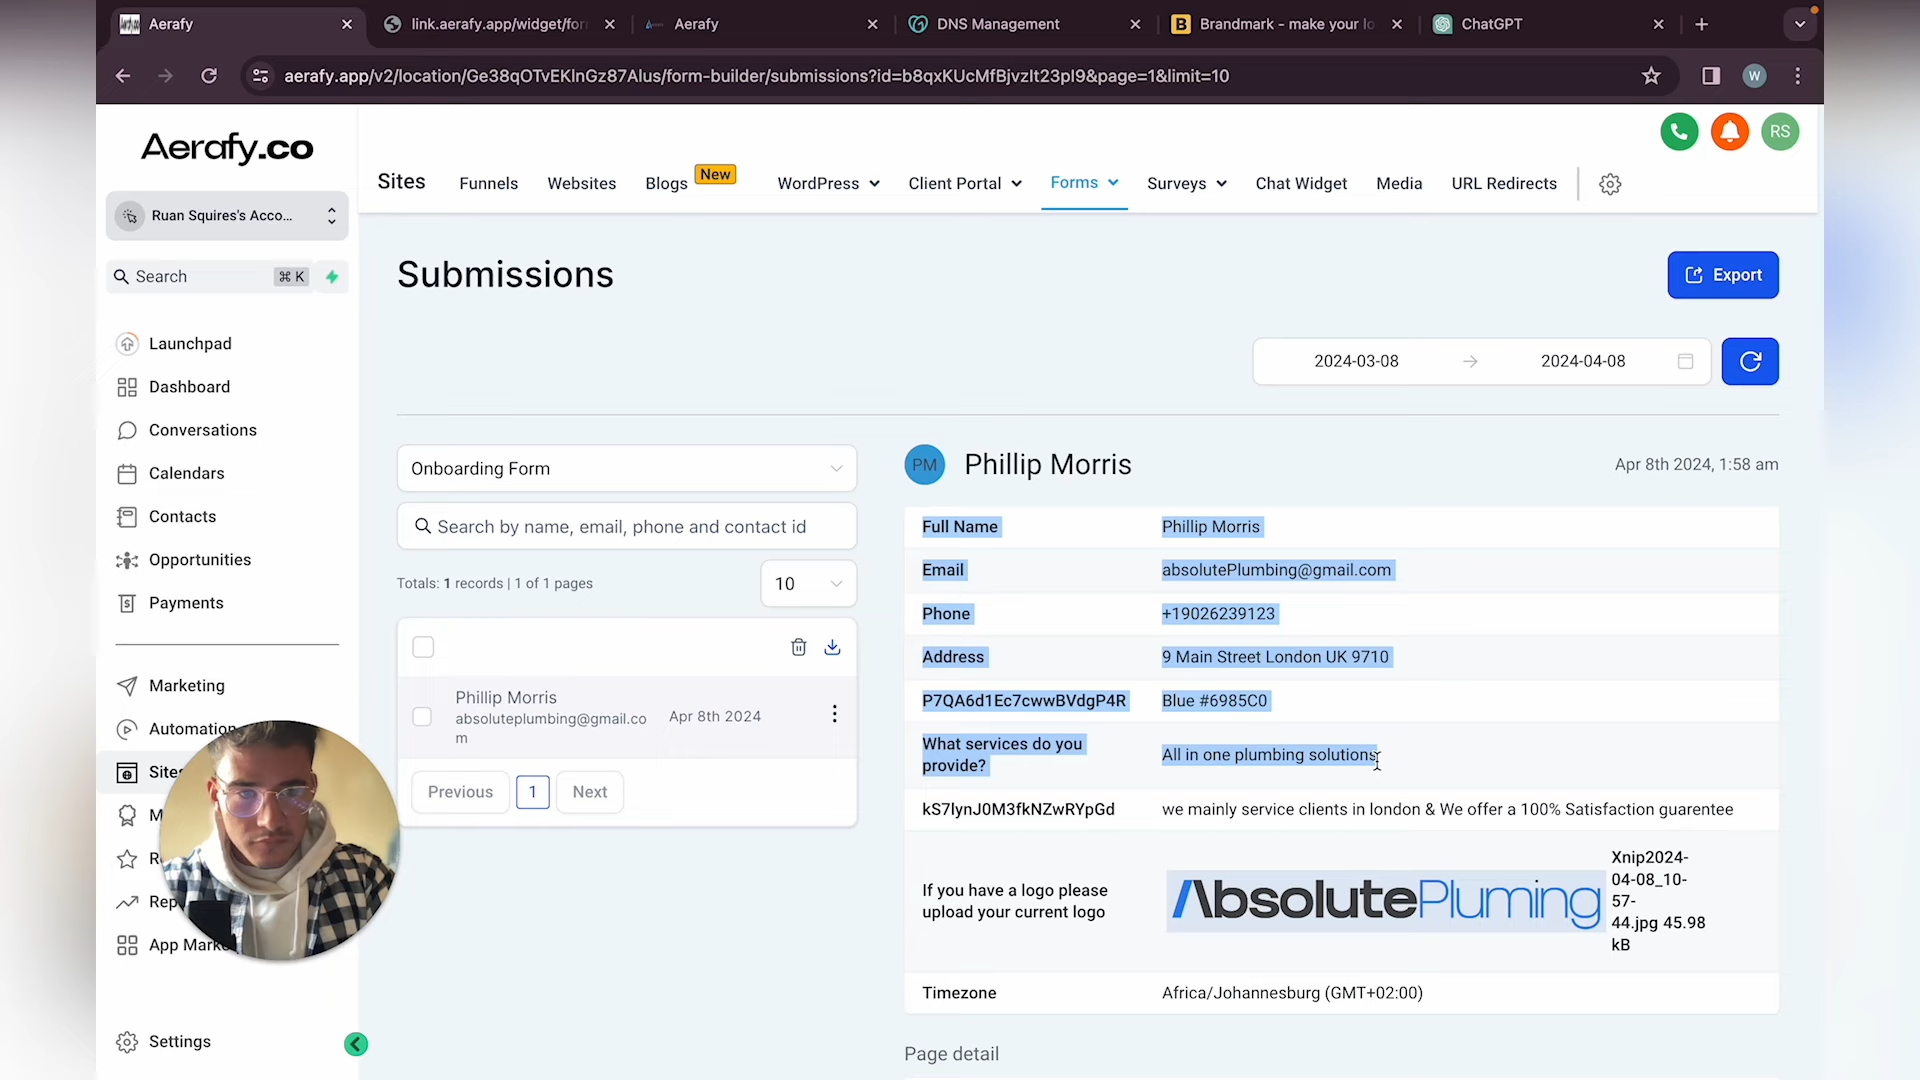 Aerafy
link.aerafy.app/widget/for
Aerafy
DNS Management
Brandmark - make your lo
ChatGPT
aerafy.app/v2/location/Ge38qOTvEKlnGz87Alus/form-builder/submissions?id=b8qxKUcMfBjvzIt23pI9&page=1&limit=10
W
Aerafy.co
RS
Sites
Funnels
Websites
Blogs
New
WordPress
Client Portal
Forms
Surveys
Chat Widget
Media
URL Redirects
Ruan Squires's Acco...
Search
⌘ K
Launchpad
Dashboard
Conversations
Calendars
Contacts
Opportunities
Payments
Marketing
Automation
Sites
M
R
Rep
App Marke
Settings
Submissions
Export
2024-03-08
2024-04-08
Onboarding Form
Search by name, email, phone and contact id
Totals: 1 records | 1 of 1 pages
10
Phillip Morris
absoluteplumbing@gmail.co
m
Apr 8th 2024
Previous
1
Next
PM
Phillip Morris
Apr 8th 2024, 1:58 am
Full Name
Phillip Morris
Email
absolutePlumbing@gmail.com
Phone
+19026239123
Address
9 Main Street London UK 9710
P7QA6d1Ec7cwwBVdgP4R
Blue #6985C0
What services do you
provide?
All in one plumbing solutions
kS7lynJ0M3fkNZwRYpGd
we mainly service clients in london & We offer a 100% Satisfaction guarentee
If you have a logo please
upload your current logo
AbsolutePluming
Xnip2024-
04-08_10-
57-
44.jpg 45.98
kB
Timezone
Africa/Johannesburg (GMT+02:00)
Page detail